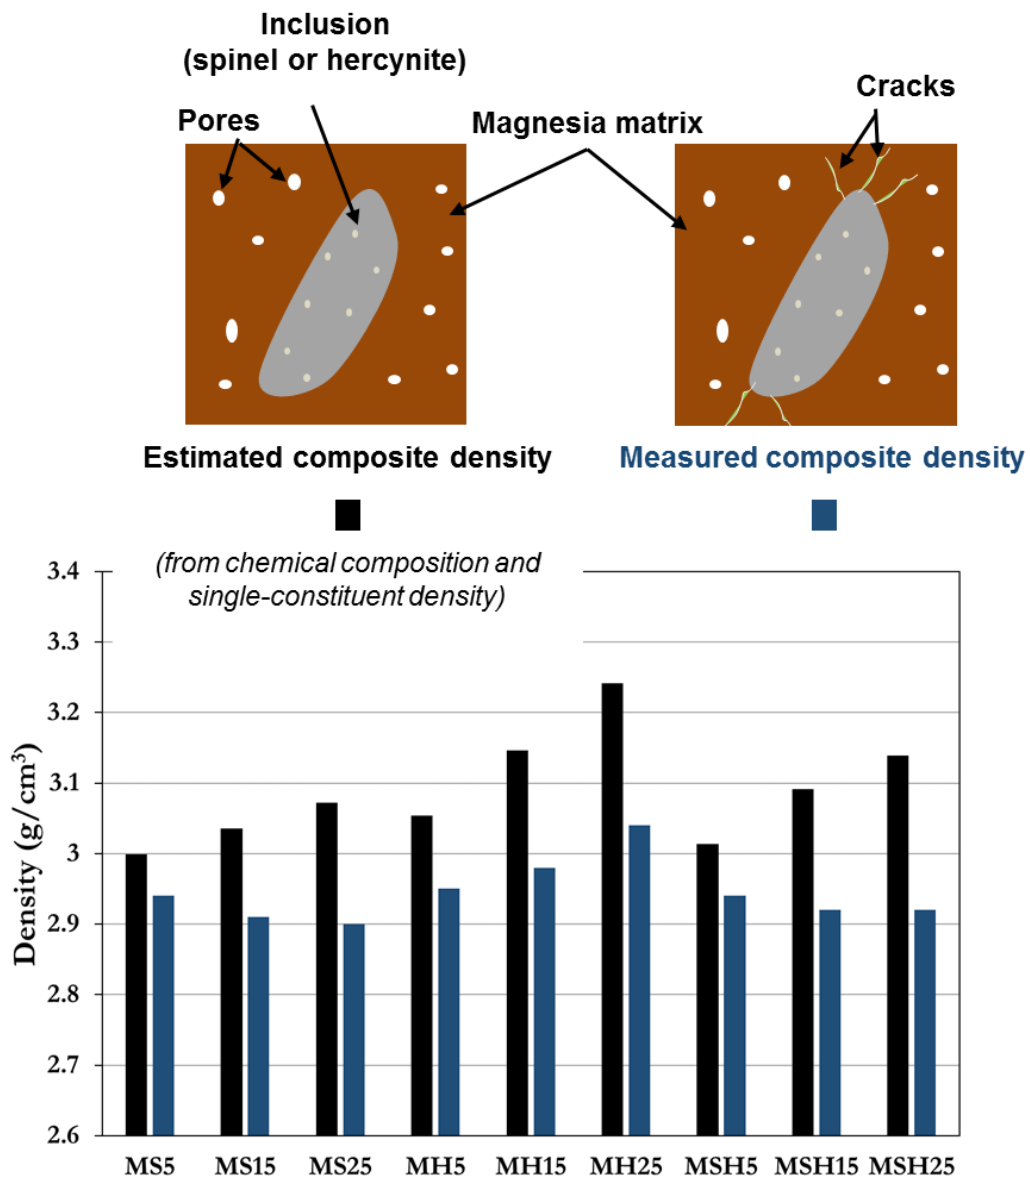 Inclusion
(spinel or hercynite)
Pores
Magnesia matrix
Cracks
Estimated composite density
Measured composite density
(from chemical composition and
single-constituent density)
Density (g/cm³)
3.4
3.3
3.2
3.1
3
2.9
2.8
2.7
2.6
MS5 MS15 MS25 MH5 MH15 MH25 MSH5 MSH15 MSH25